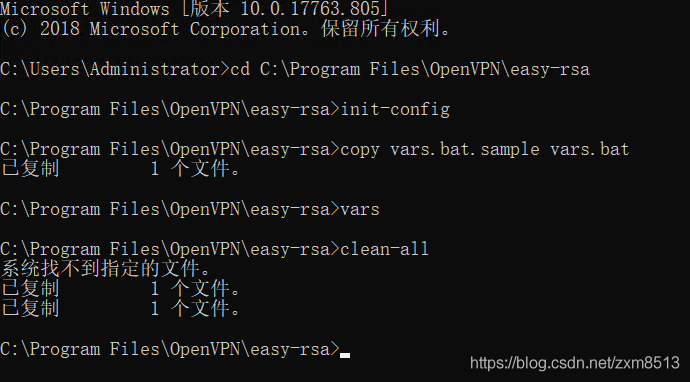 Microsoft Windows [版本 10.0.17763.805]
(c) 2018 Microsoft Corporation。保留所有权利。
C:\Users\Administrator>cd C:\Program Files\OpenVPN\easy-rsa
C:\Program Files\OpenVPN\easy-rsa>init-config
C:\Program Files\OpenVPN\easy-rsa>copy vars.bat.sample vars.bat
已复制         1 个文件。
C:\Program Files\OpenVPN\easy-rsa>vars
C:\Program Files\OpenVPN\easy-rsa>clean-all
系统找不到指定的文件。
已复制         1 个文件。
已复制         1 个文件。
C:\Program Files\OpenVPN\easy-rsa>
https://blog.csdn.net/zxm8513